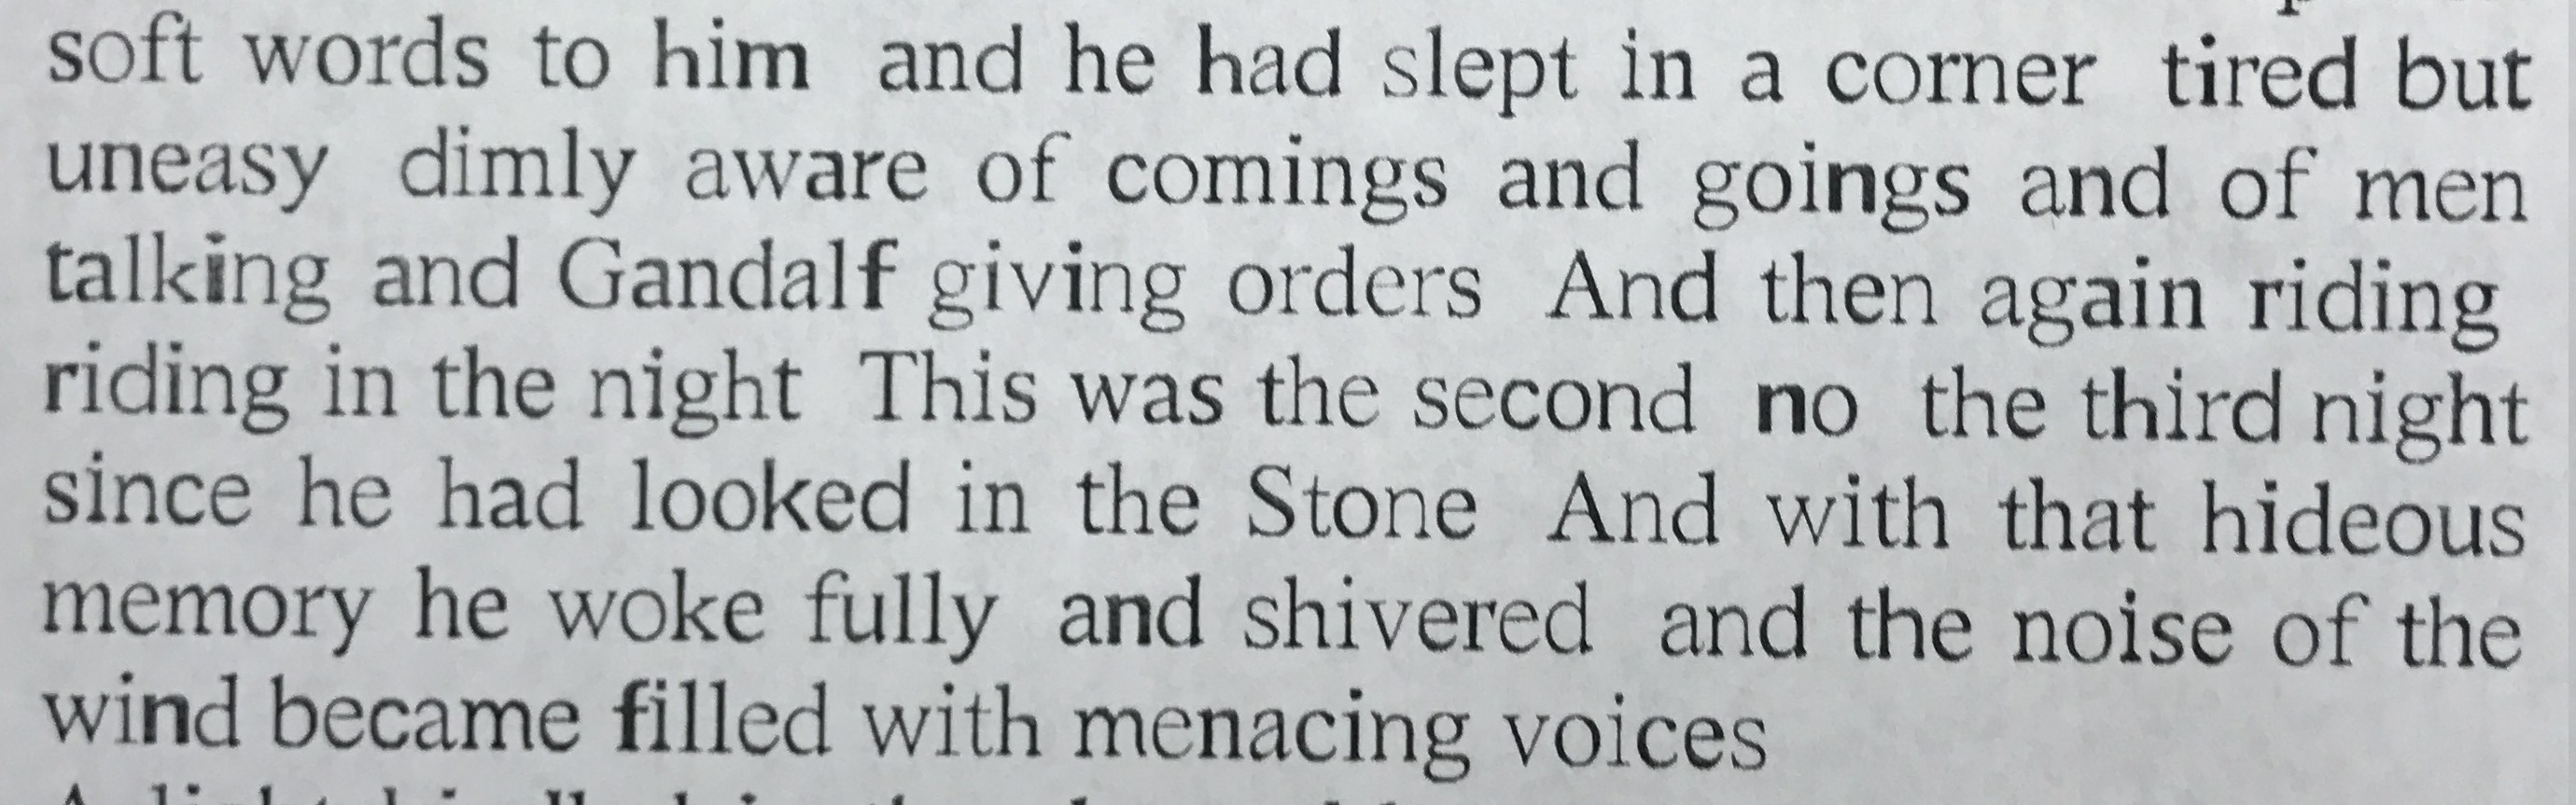 soft words to him and he had slept in a corner tired but
uneasy dimly aware of comings and goings and of men
talking and Gandalf giving orders And then again riding
riding in the night This was the second no the third night
since he had looked in the Stone And with that hideous
memory he woke fully and shivered and the noise of the
wind became filled with menacing voices